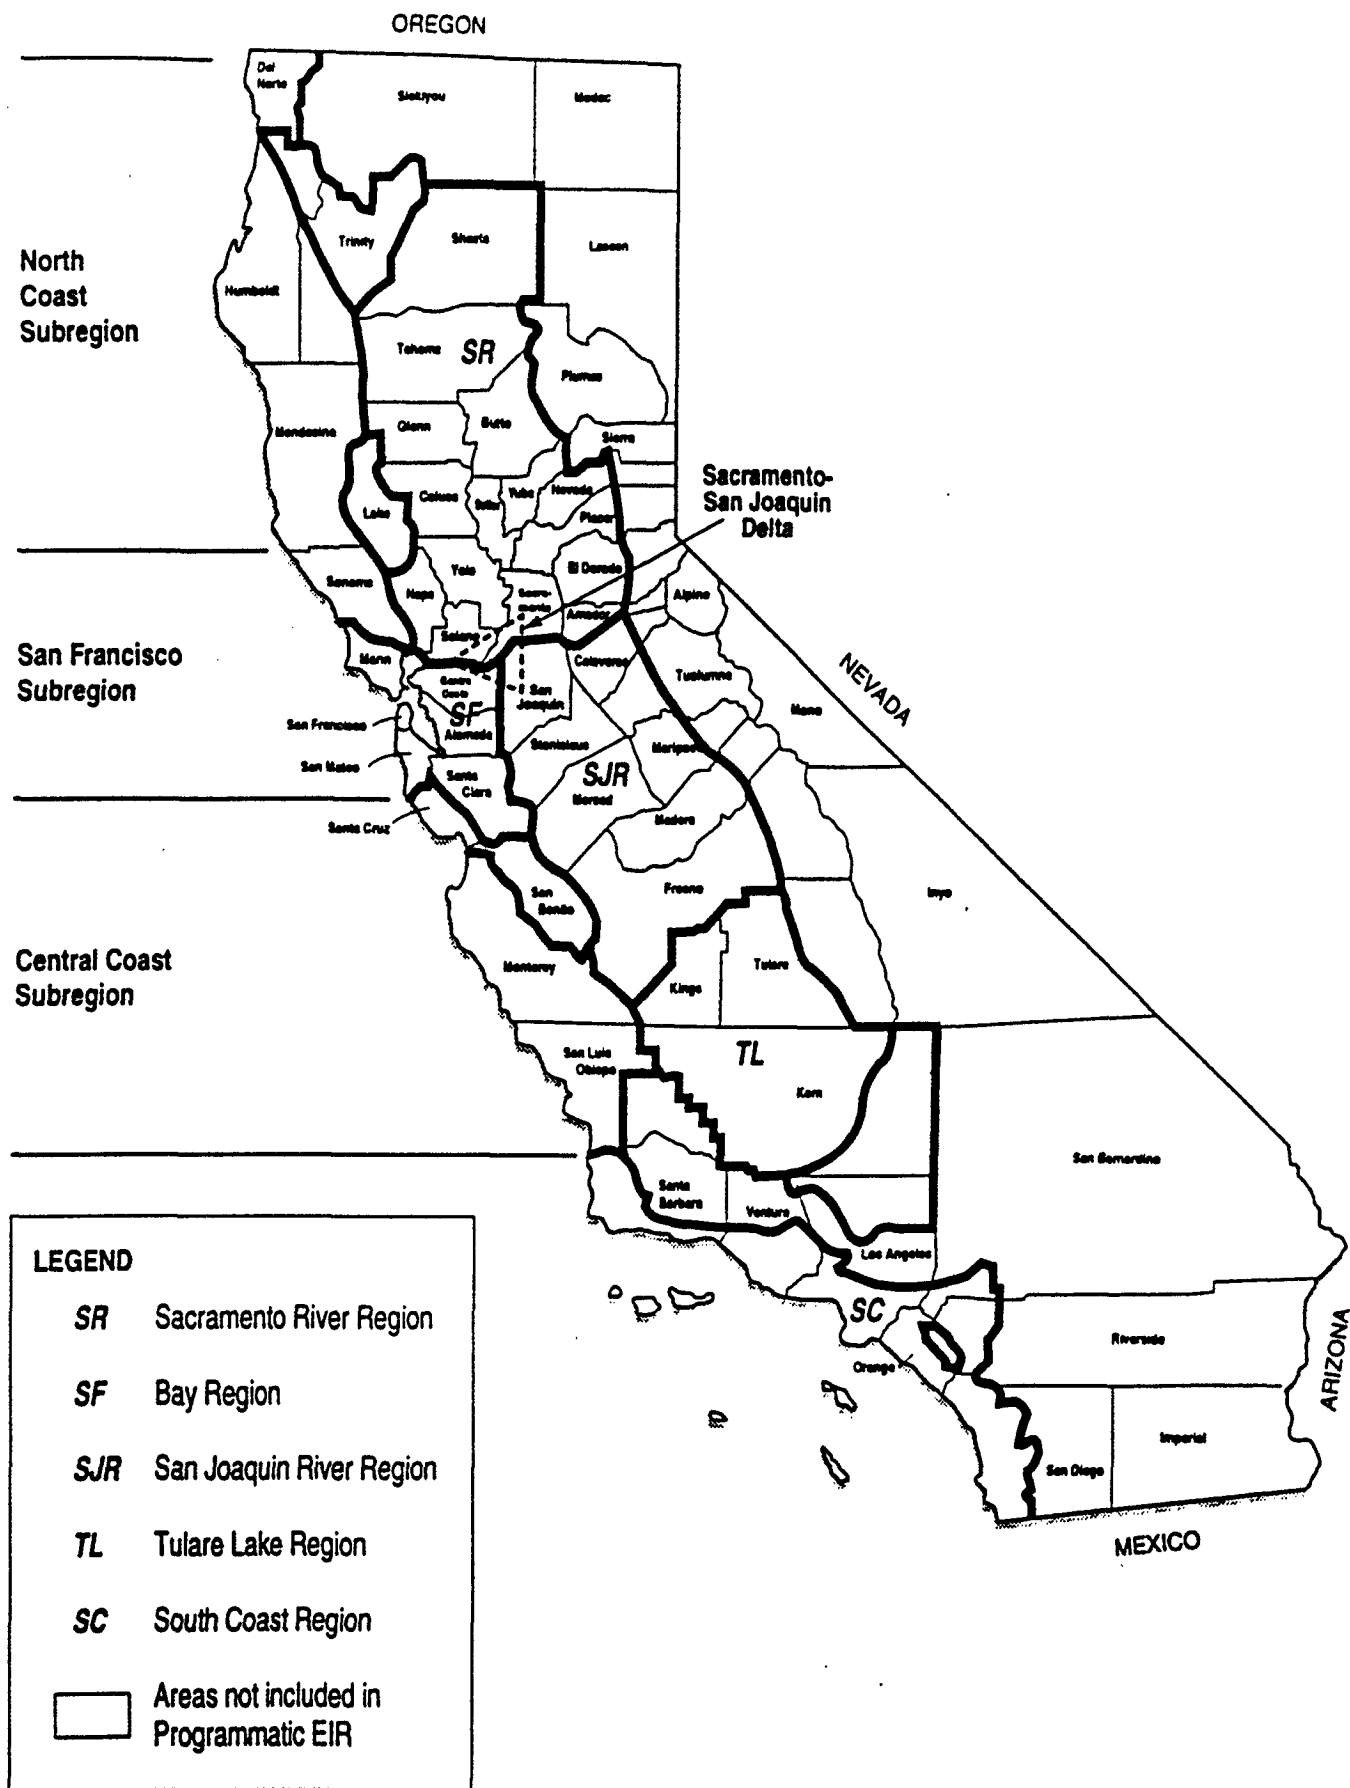 OREGON
Del
Norte
Siskiyou
Modoc
Trinity
Shasta
Lassen
North
Coast
Subregion
Humboldt
Tehama
SR
Plumas
Mendocino
Glenn
Butte
Sierra
Sacramento-
San Joaquin
Delta
Lake
Colusa
Sutter
Yuba
Nevada
Placer
Sonoma
Napa
Yolo
El Dorado
Sacra-
mento
Amador
Alpine
Solano
San Francisco
Subregion
Marin
Contra
Costa
San
Joaquin
Calaveras
Tuolumne
NEVADA
Mono
San Francisco
SF
Alameda
Stanislaus
Mariposa
San Mateo
Santa
Clara
SJR
Merced
Santa Cruz
Madera
Fresno
Inyo
San
Benito
Central Coast
Subregion
Monterey
Kings
Tulare
San Luis
Obispo
TL
Kern
San Bernardino
Santa
Barbara
Ventura
Los Angeles
SC
Orange
Riverside
ARIZONA
San Diego
Imperial
MEXICO
LEGEND
SR Sacramento River Region
SF Bay Region
SJR San Joaquin River Region
TL Tulare Lake Region
SC South Coast Region
Areas not included in
Programmatic EIR